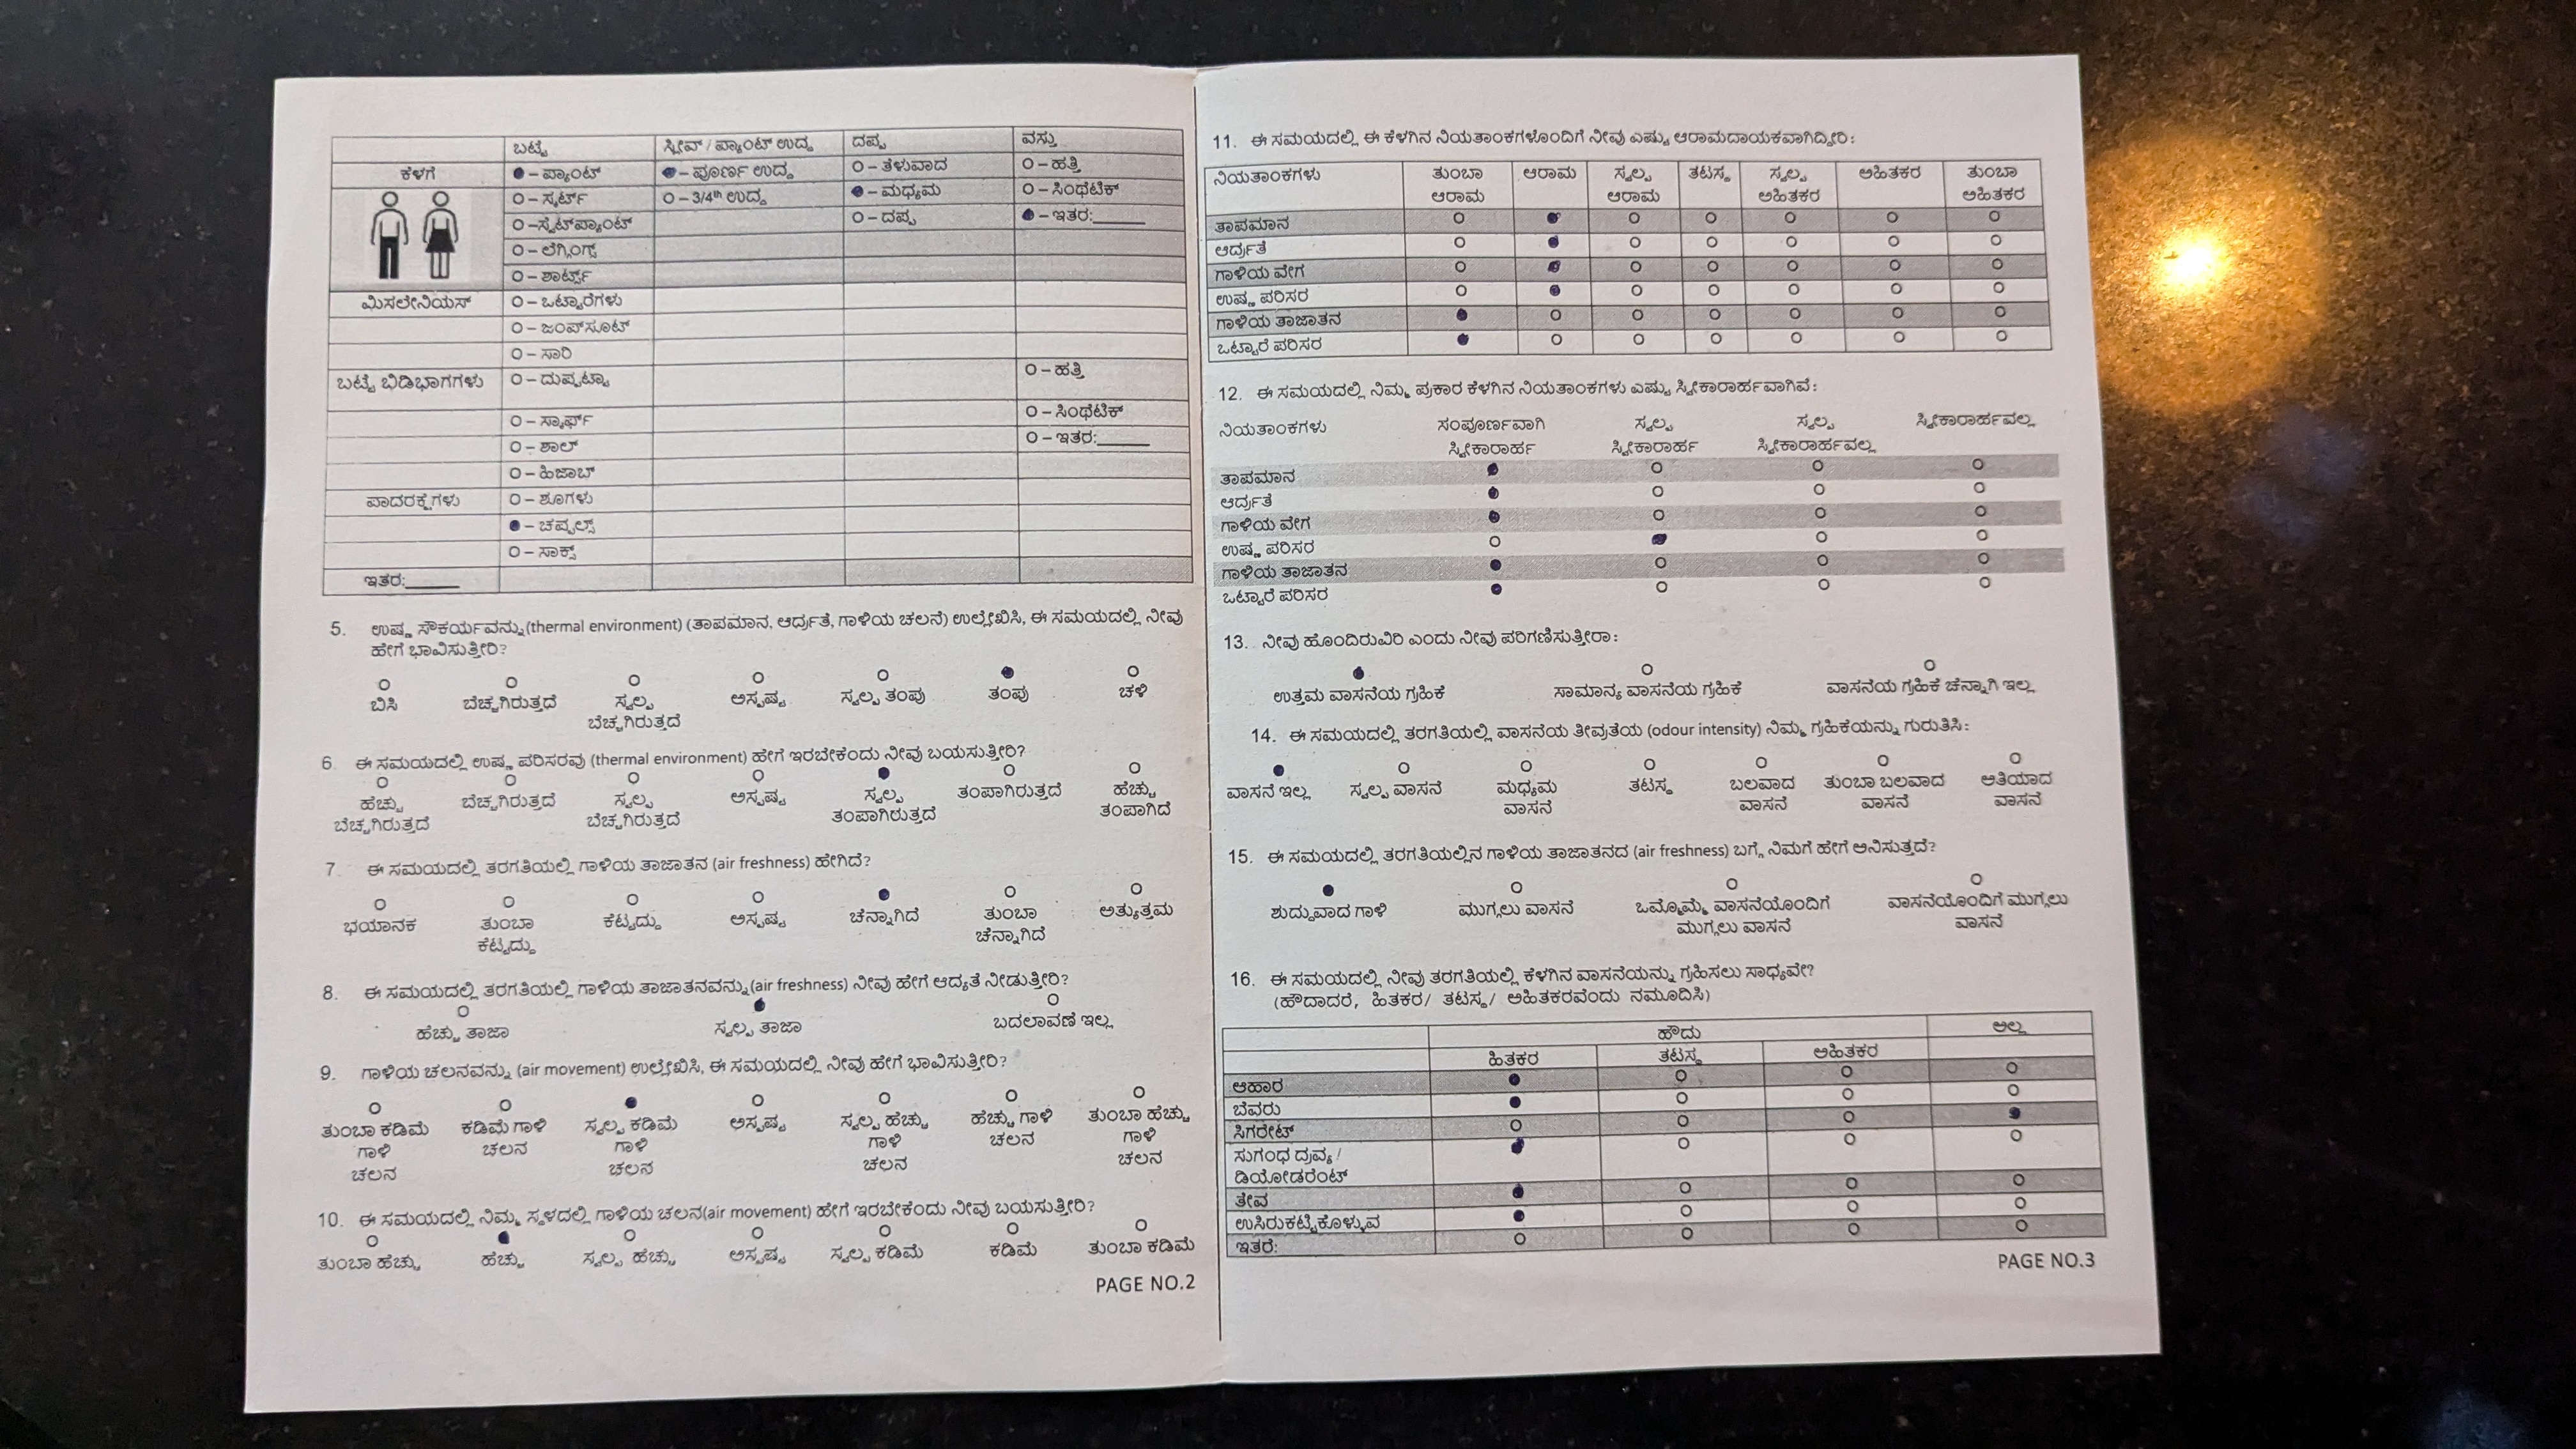 ಬಟ್ಟೆ ಸ್ಲೀವ್ / ಪ್ಯಾಂಟ್ ಉದ್ದ ದಪ್ಪ ವಸ್ತು
ಕೆಳಗೆ ●– ಪ್ಯಾಂಟ್ ●– ಪೂರ್ಣ ಉದ್ದ O – ತೆಳುವಾದ O – ಹತ್ತಿ
O – ಸ್ಕರ್ಟ್ O – 3/4th ಉದ್ದ ●– ಮಧ್ಯಮ O – ಸಿಂಥೆಟಿಕ್
O –ಸ್ವೆಟ್‌ಪ್ಯಾಂಟ್ O – ದಪ್ಪ ●– ಇತರ:______
O – ಲೆಗ್ಗಿಂಗ್ಸ್
O – ಶಾರ್ಟ್ಸ್
ಮಿಸಲೇನಿಯಸ್ O – ಒಟ್ಟಾರೆಗಳು
O – ಜಂಪ್‌ಸೂಟ್
O – ಸಾರಿ
ಬಟ್ಟೆ ಬಿಡಿಭಾಗಗಳು O – ದುಪ್ಪಟ್ಟಾ O – ಹತ್ತಿ
O – ಸ್ಕಾರ್ಫ್ O – ಸಿಂಥೆಟಿಕ್
O – ಶಾಲ್ O – ಇತರ:______
O – ಹಿಜಾಬ್
ಪಾದರಕ್ಷೆಗಳು O – ಶೂಗಳು
●– ಚಪ್ಪಲ್ಸ್
O – ಸಾಕ್ಸ್
ಇತರ:______
5. ಉಷ್ಣ ಸೌಕರ್ಯವನ್ನು(thermal environment) (ತಾಪಮಾನ, ಆರ್ದ್ರತೆ, ಗಾಳಿಯ ಚಲನೆ) ಉಲ್ಲೇಖಿಸಿ, ಈ ಸಮಯದಲ್ಲಿ ನೀವು
ಹೇಗೆ ಭಾವಿಸುತ್ತೀರಿ?
O O O O O ● O
ಬಿಸಿ ಬೆಚ್ಚಗಿರುತ್ತದೆ ಸ್ವಲ್ಪ ಅಸ್ಪಷ್ಟ ಸ್ವಲ್ಪ ತಂಪು ತಂಪು ಚಳಿ
ಬೆಚ್ಚಗಿರುತ್ತದೆ
6. ಈ ಸಮಯದಲ್ಲಿ ಉಷ್ಣ ಪರಿಸರವು (thermal environment) ಹೇಗೆ ಇರಬೇಕೆಂದು ನೀವು ಬಯಸುತ್ತೀರಿ?
O O O O ● O O
ಹೆಚ್ಚು ಬೆಚ್ಚಗಿರುತ್ತದೆ ಸ್ವಲ್ಪ ಅಸ್ಪಷ್ಟ ಸ್ವಲ್ಪ ತಂಪಾಗಿರುತ್ತದೆ ಹೆಚ್ಚು
ಬೆಚ್ಚಗಿರುತ್ತದೆ ಬೆಚ್ಚಗಿರುತ್ತದೆ ತಂಪಾಗಿರುತ್ತದೆ ತಂಪಾಗಿದೆ
7. ಈ ಸಮಯದಲ್ಲಿ ತರಗತಿಯಲ್ಲಿ ಗಾಳಿಯ ತಾಜಾತನ (air freshness) ಹೇಗಿದೆ?
O O O O ● O O
ಭಯಾನಕ ತುಂಬಾ ಕೆಟ್ಟದ್ದು ಅಸ್ಪಷ್ಟ ಚೆನ್ನಾಗಿದೆ ತುಂಬಾ ಅತ್ಯುತ್ತಮ
ಕೆಟ್ಟದ್ದು ಚೆನ್ನಾಗಿದೆ
8. ಈ ಸಮಯದಲ್ಲಿ ತರಗತಿಯಲ್ಲಿ ಗಾಳಿಯ ತಾಜಾತನವನ್ನು(air freshness) ನೀವು ಹೇಗೆ ಆದ್ಯತೆ ನೀಡುತ್ತೀರಿ?
O ● O
ಹೆಚ್ಚು ತಾಜಾ ಸ್ವಲ್ಪ ತಾಜಾ ಬದಲಾವಣೆ ಇಲ್ಲ
9. ಗಾಳಿಯ ಚಲನವನ್ನು (air movement) ಉಲ್ಲೇಖಿಸಿ, ಈ ಸಮಯದಲ್ಲಿ ನೀವು ಹೇಗೆ ಭಾವಿಸುತ್ತೀರಿ?
O O ● O O O O
ತುಂಬಾ ಕಡಿಮೆ ಕಡಿಮೆ ಗಾಳಿ ಸ್ವಲ್ಪ ಕಡಿಮೆ ಅಸ್ಪಷ್ಟ ಸ್ವಲ್ಪ ಹೆಚ್ಚು ಹೆಚ್ಚು ಗಾಳಿ ತುಂಬಾ ಹೆಚ್ಚು
ಗಾಳಿ ಚಲನ ಗಾಳಿ ಗಾಳಿ ಚಲನ ಗಾಳಿ
ಚಲನ ಚಲನ ಚಲನ ಚಲನ
10. ಈ ಸಮಯದಲ್ಲಿ ನಿಮ್ಮ ಸ್ಥಳದಲ್ಲಿ ಗಾಳಿಯ ಚಲನ(air movement) ಹೇಗೆ ಇರಬೇಕೆಂದು ನೀವು ಬಯಸುತ್ತೀರಿ?
O ● O O O O O
ತುಂಬಾ ಹೆಚ್ಚು ಹೆಚ್ಚು ಸ್ವಲ್ಪ ಹೆಚ್ಚು ಅಸ್ಪಷ್ಟ ಸ್ವಲ್ಪ ಕಡಿಮೆ ಕಡಿಮೆ ತುಂಬಾ ಕಡಿಮೆ
PAGE NO.2
11. ಈ ಸಮಯದಲ್ಲಿ ಈ ಕೆಳಗಿನ ನಿಯತಾಂಕಗಳೊಂದಿಗೆ ನೀವು ಎಷ್ಟು ಆರಾಮದಾಯಕವಾಗಿದ್ದೀರಿ:
ನಿಯತಾಂಕಗಳು ತುಂಬಾ ಆರಾಮ ಸ್ವಲ್ಪ ತಟಸ್ಥ ಸ್ವಲ್ಪ ಅಹಿತಕರ ತುಂಬಾ
ಆರಾಮ ಆರಾಮ ಅಹಿತಕರ ಅಹಿತಕರ
ತಾಪಮಾನ O ● O O O O O
ಆರ್ದ್ರತೆ O ● O O O O O
ಗಾಳಿಯ ವೇಗ O ● O O O O O
ಉಷ್ಣ ಪರಿಸರ O ● O O O O O
ಗಾಳಿಯ ತಾಜಾತನ ● O O O O O O
ಒಟ್ಟಾರೆ ಪರಿಸರ ● O O O O O O
12. ಈ ಸಮಯದಲ್ಲಿ ನಿಮ್ಮ ಪ್ರಕಾರ ಕೆಳಗಿನ ನಿಯತಾಂಕಗಳು ಎಷ್ಟು ಸ್ವೀಕಾರಾರ್ಹವಾಗಿವೆ:
ನಿಯತಾಂಕಗಳು ಸಂಪೂರ್ಣವಾಗಿ ಸ್ವಲ್ಪ ಸ್ವಲ್ಪ ಸ್ವೀಕಾರಾರ್ಹವಲ್ಲ
ಸ್ವೀಕಾರಾರ್ಹ ಸ್ವೀಕಾರಾರ್ಹ ಸ್ವೀಕಾರಾರ್ಹವಲ್ಲ
ತಾಪಮಾನ ● O O O
ಆರ್ದ್ರತೆ ● O O O
ಗಾಳಿಯ ವೇಗ ● O O O
ಉಷ್ಣ ಪರಿಸರ O ● O O
ಗಾಳಿಯ ತಾಜಾತನ ● O O O
ಒಟ್ಟಾರೆ ಪರಿಸರ ● O O O
13. ನೀವು ಹೊಂದಿರುವಿರಿ ಎಂದು ನೀವು ಪರಿಗಣಿಸುತ್ತೀರಾ:
● O O
ಉತ್ತಮ ವಾಸನೆಯ ಗ್ರಹಿಕೆ ಸಾಮಾನ್ಯ ವಾಸನೆಯ ಗ್ರಹಿಕೆ ವಾಸನೆಯ ಗ್ರಹಿಕೆ ಚೆನ್ನಾಗಿ ಇಲ್ಲ
14. ಈ ಸಮಯದಲ್ಲಿ ತರಗತಿಯಲ್ಲಿ ವಾಸನೆಯ ತೀವ್ರತೆಯ (odour intensity) ನಿಮ್ಮ ಗ್ರಹಿಕೆಯನ್ನು ಗುರುತಿಸಿ:
● O O O O O O
ವಾಸನೆ ಇಲ್ಲ ಸ್ವಲ್ಪ ವಾಸನೆ ಮಧ್ಯಮ ತಟಸ್ಥ ಬಲವಾದ ತುಂಬಾ ಬಲವಾದ ಅತಿಯಾದ
ವಾಸನೆ ವಾಸನೆ ವಾಸನೆ ವಾಸನೆ
15. ಈ ಸಮಯದಲ್ಲಿ ತರಗತಿಯಲ್ಲಿನ ಗಾಳಿಯ ತಾಜಾತನದ (air freshness) ಬಗ್ಗೆ ನಿಮಗೆ ಹೇಗೆ ಅನಿಸುತ್ತದೆ?
● O O O
ಶುದ್ಧವಾದ ಗಾಳಿ ಮುಗ್ಗಲು ವಾಸನೆ ಒಮ್ಮೊಮ್ಮೆ ವಾಸನೆಯೊಂದಿಗೆ ವಾಸನೆಯೊಂದಿಗೆ ಮುಗ್ಗಲು
ಮುಗ್ಗಲು ವಾಸನೆ ವಾಸನೆ
16. ಈ ಸಮಯದಲ್ಲಿ ನೀವು ತರಗತಿಯಲ್ಲಿ ಕೆಳಗಿನ ವಾಸನೆಯನ್ನು ಗ್ರಹಿಸಲು ಸಾಧ್ಯವೇ?
(ಹೌದಾದರೆ, ಹಿತಕರ/ ತಟಸ್ಥ/ ಅಹಿತಕರವೆಂದು ನಮೂದಿಸಿ)
ಹೌದು ಅಲ್ಲ
ಹಿತಕರ ತಟಸ್ಥ ಅಹಿತಕರ
ಆಹಾರ ● O O O
ಬೆವರು ● O O O
ಸಿಗರೇಟ್ O O O ●
ಸುಗಂಧ ದ್ರವ್ಯ / ● O O O
ಡಿಯೋಡರೆಂಟ್
ತೇವ ● O O O
ಉಸಿರುಕಟ್ಟಿಕೊಳ್ಳುವ ● O O O
ಇತರೆ: O O O O
PAGE NO.3